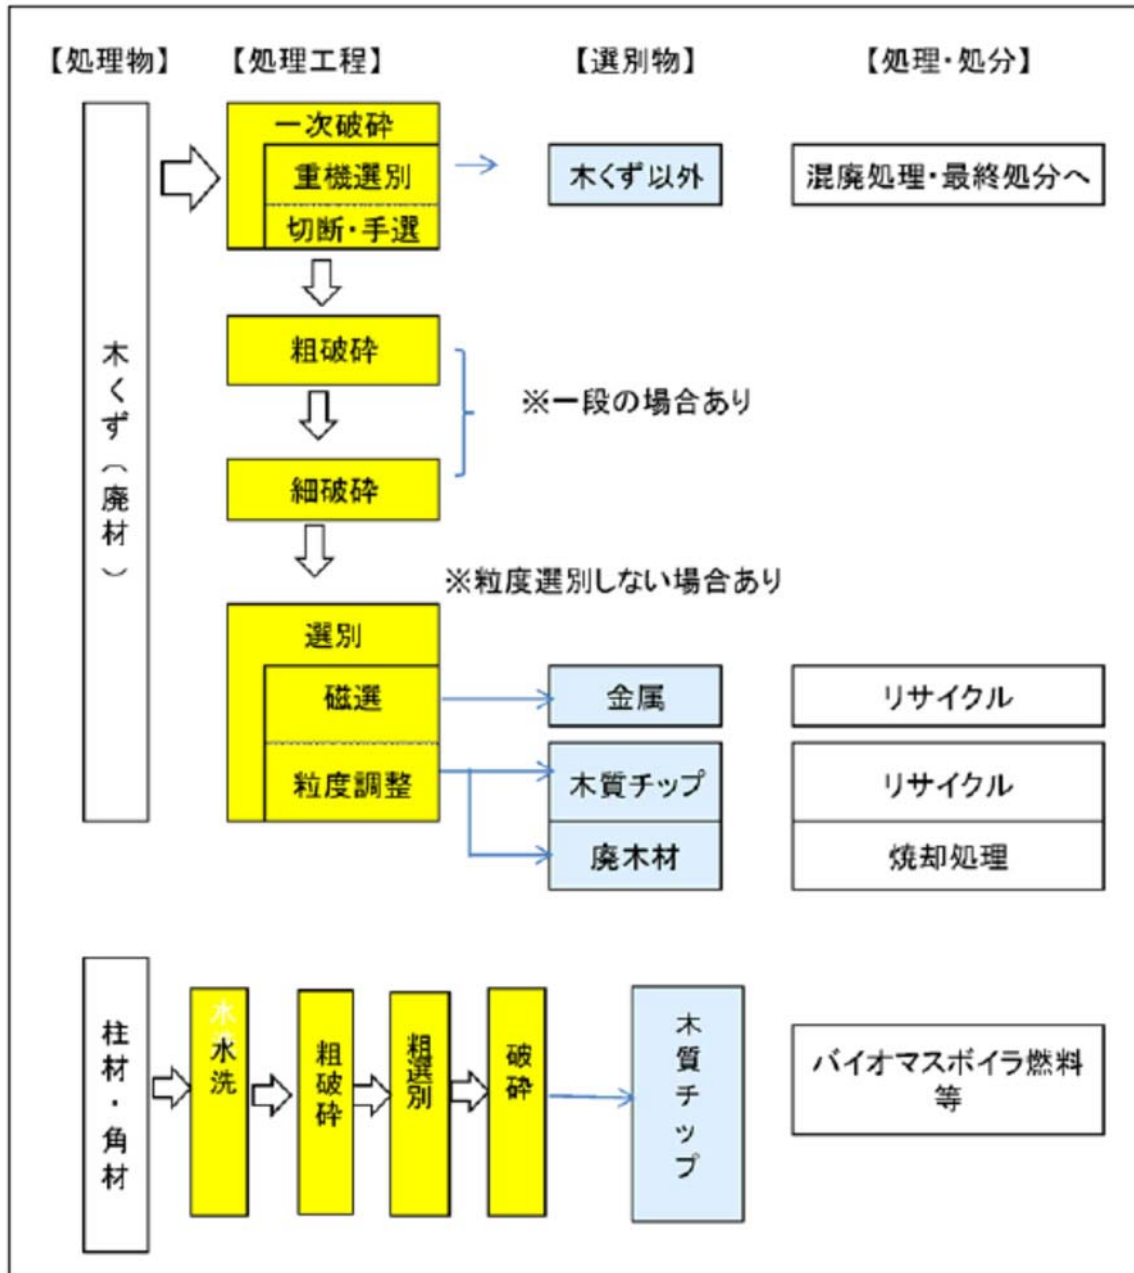 【処理物】 【処理工程】 【選別物】 【処理・処分】
一次破砕
重機選別
切断・手選
木くず以外
混廃処理・最終処分へ
木くず（廃材）
粗破砕
※一段の場合あり
細破砕
※粒度選別しない場合あり
選別
磁選
金属
リサイクル
粒度調整
木質チップ
リサイクル
廃木材
焼却処理
柱材・角材
水洗
水洗
粗破砕
粗選別
破砕
木質チップ
バイオマスボイラ燃料
等